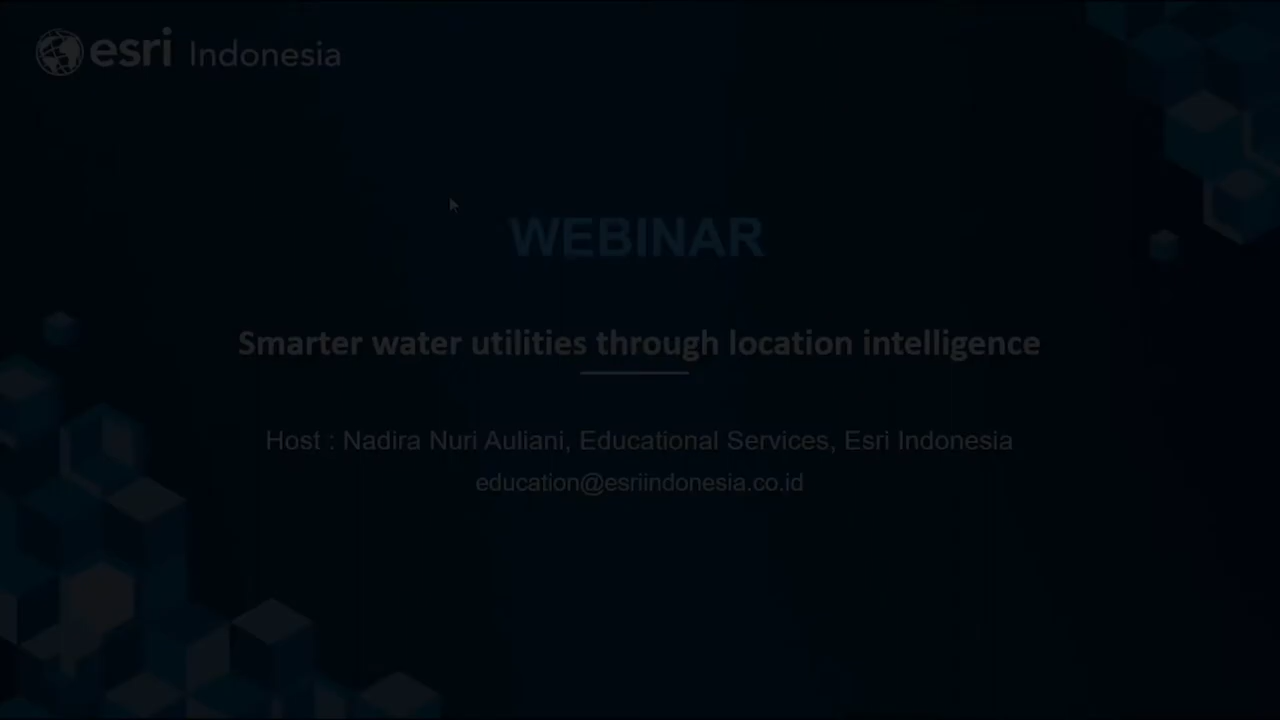 esri Indonesia
WEBINAR
Smarter water utilities through location intelligence
Host : Nadira Nuri Auliani, Educational Services, Esri Indonesia
education@esriindonesia.co.id